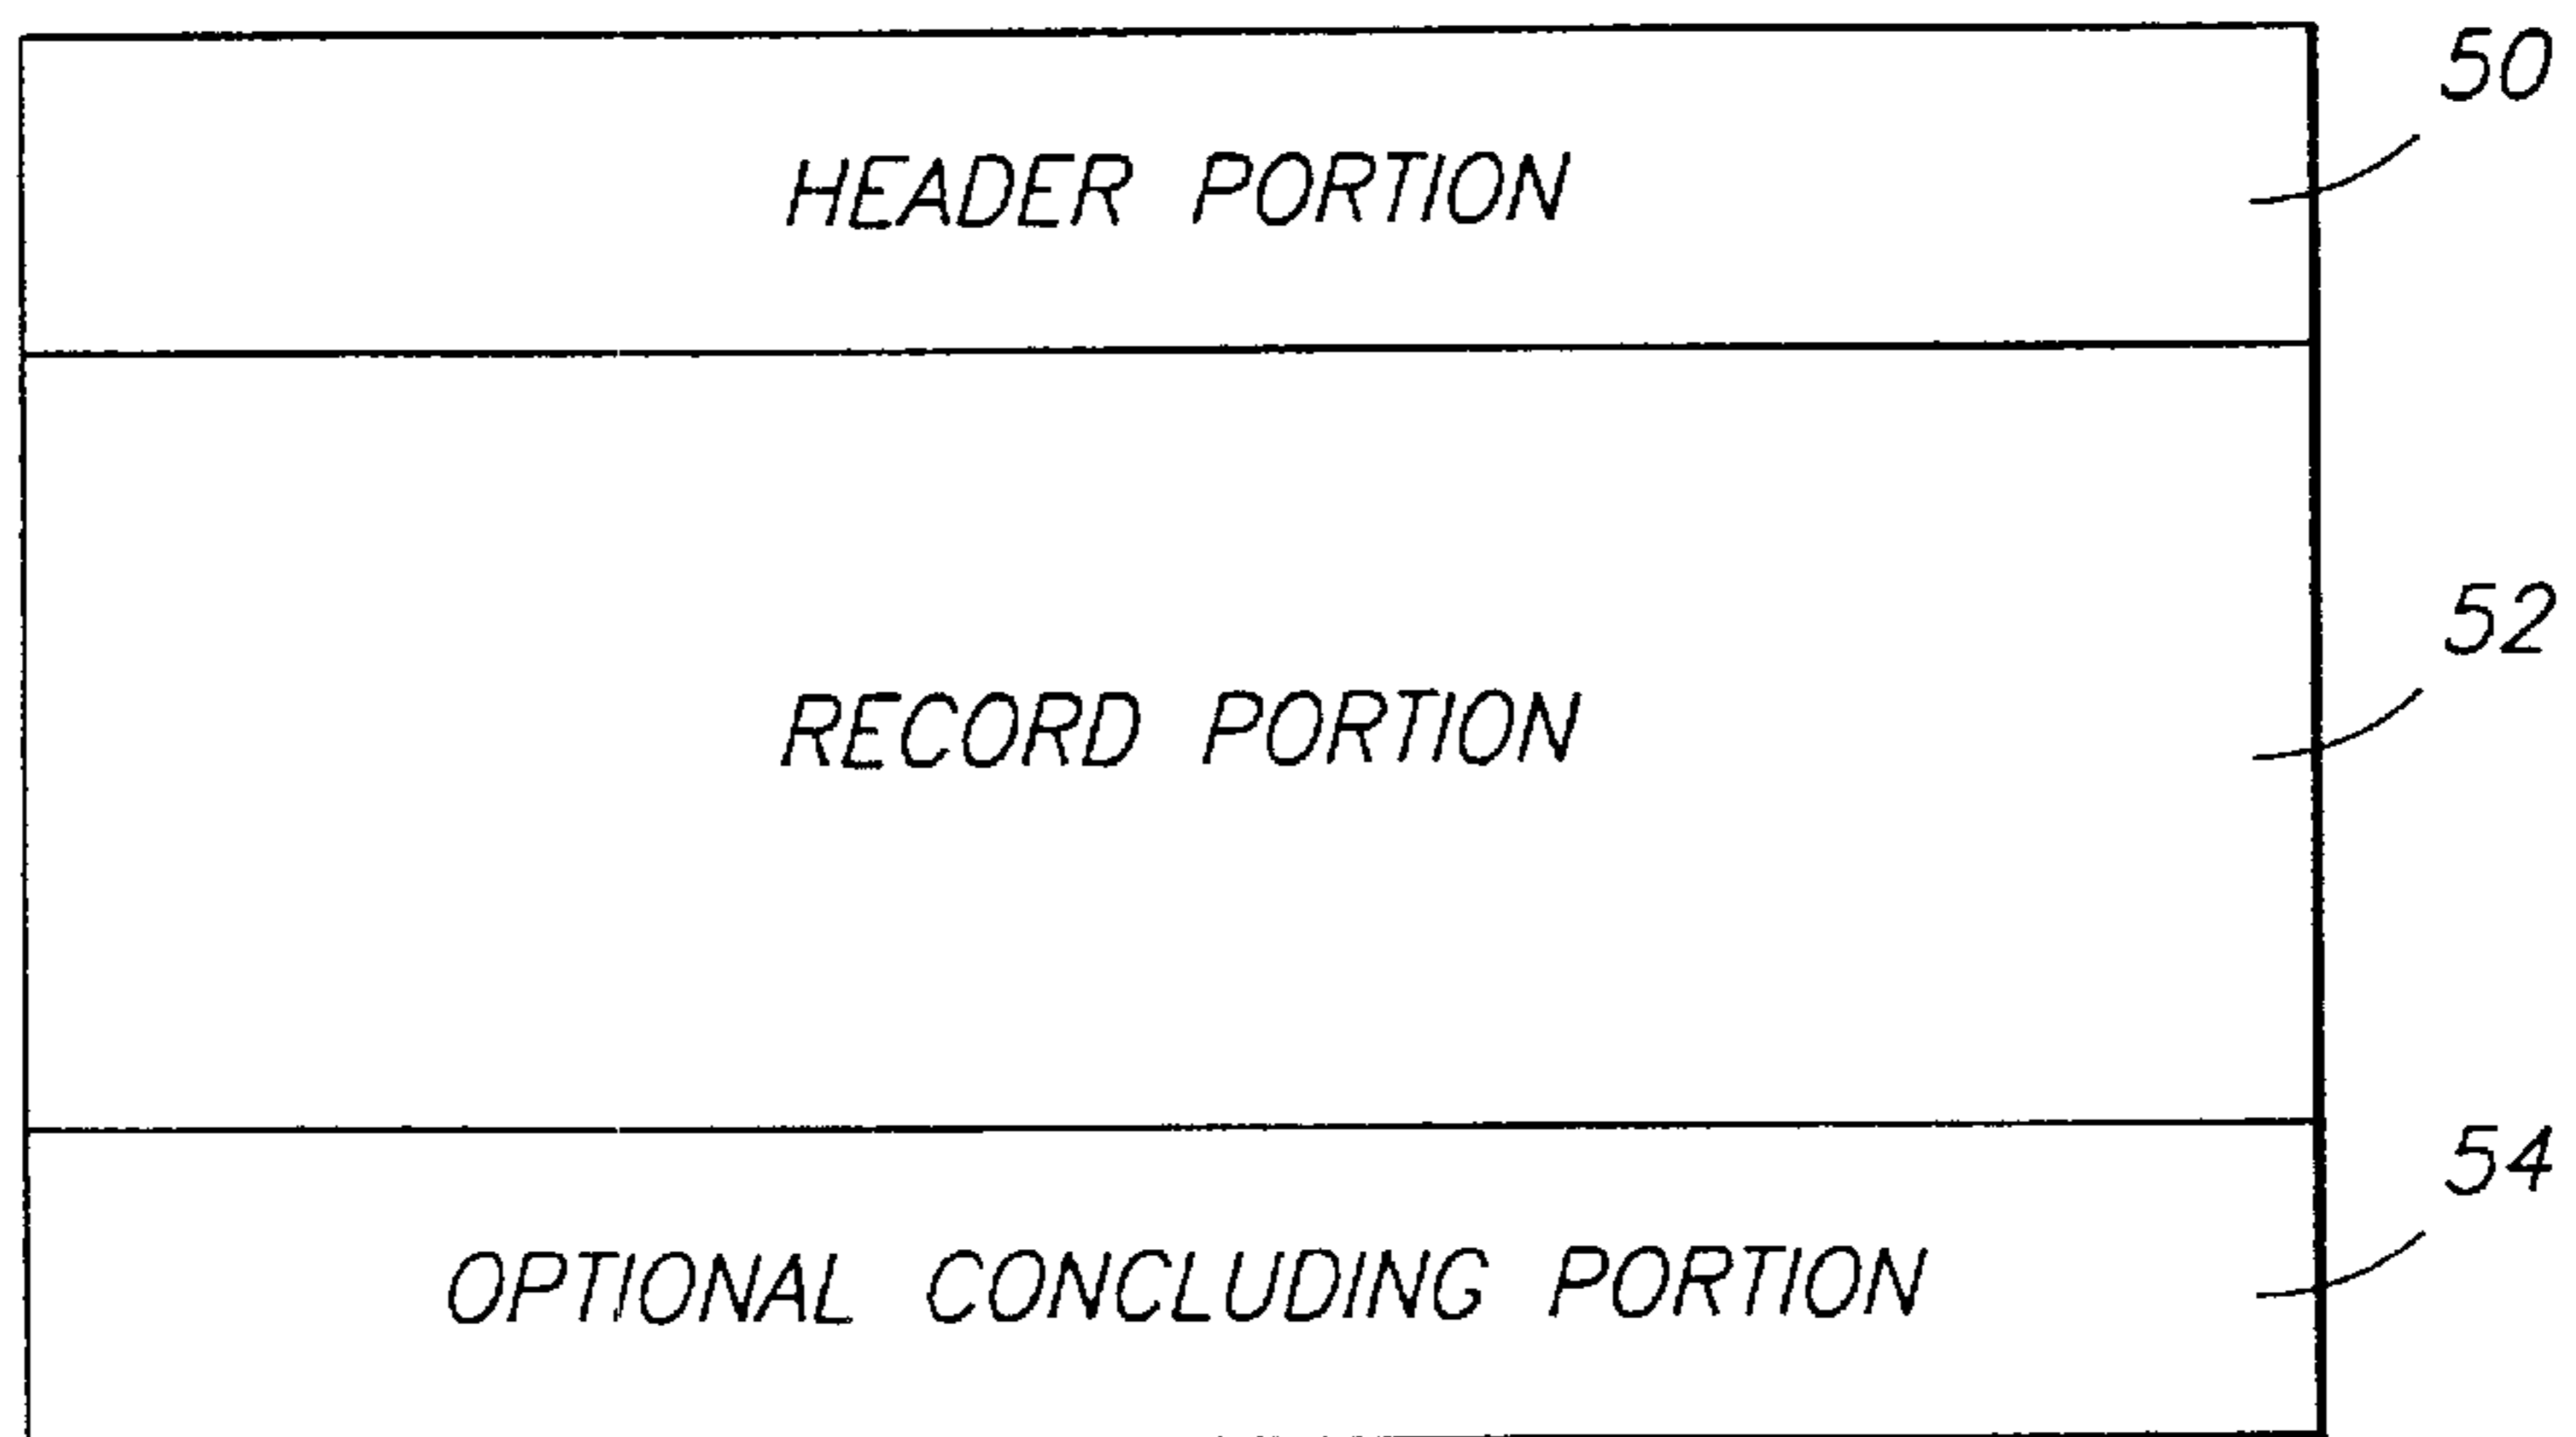 50
HEADER PORTION
52
RECORD PORTION
54
OPTIONAL CONCLUDING PORTION